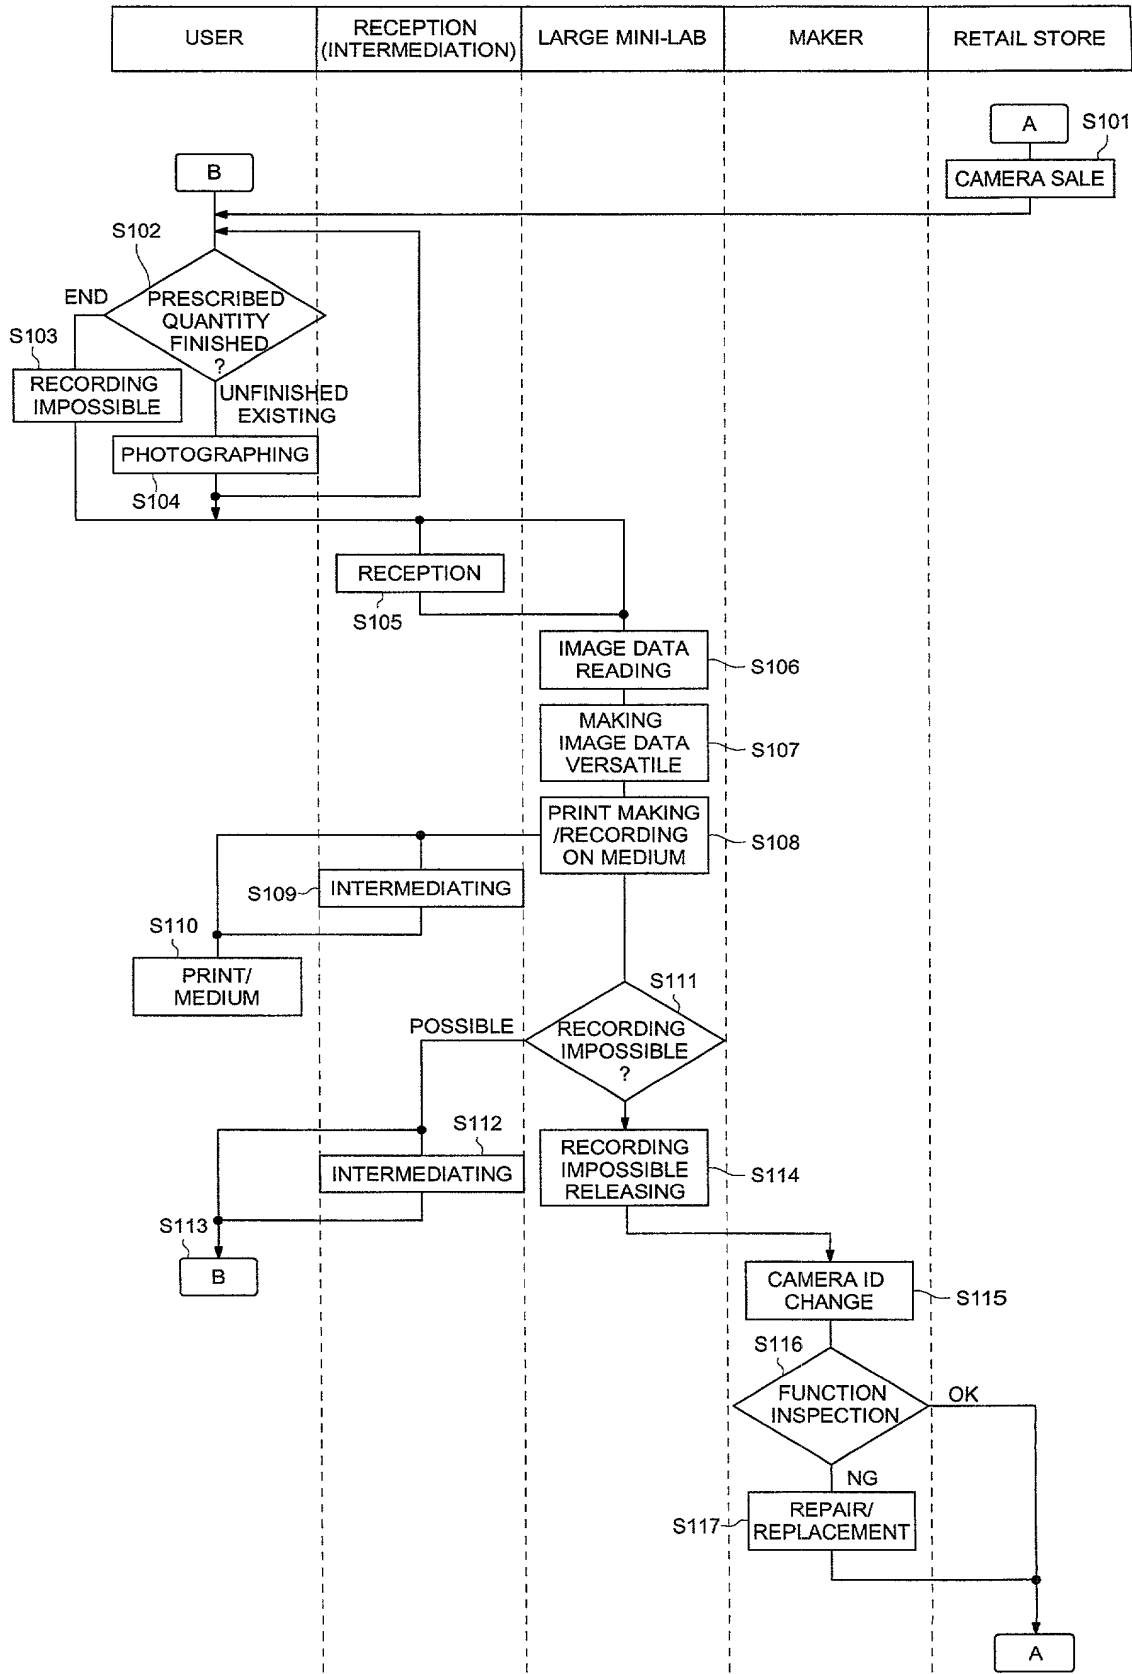 USER
RECEPTION
(INTERMEDIATION)
LARGE MINI-LAB
MAKER
RETAIL STORE
A
S101
CAMERA SALE
B
S102
END
PRESCRIBED
QUANTITY
FINISHED
?
S103
RECORDING
IMPOSSIBLE
UNFINISHED
EXISTING
PHOTOGRAPHING
S104
RECEPTION
S105
IMAGE DATA
READING
S106
MAKING
IMAGE DATA
VERSATILE
S107
PRINT MAKING
/RECORDING
ON MEDIUM
S108
S109
INTERMEDIATING
S110
PRINT/
MEDIUM
S111
POSSIBLE
RECORDING
IMPOSSIBLE
?
S112
INTERMEDIATING
RECORDING
IMPOSSIBLE
RELEASING
S114
S113
B
CAMERA ID
CHANGE
S115
S116
FUNCTION
INSPECTION
OK
NG
S117
REPAIR/
REPLACEMENT
A